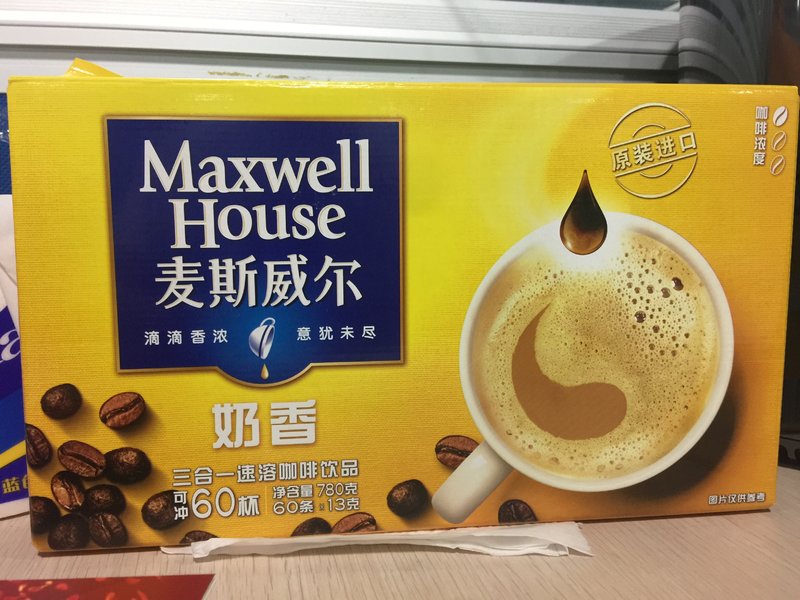 Maxwell
House
麦斯威尔
滴滴香浓 意犹未尽
奶香
三合一速溶咖啡饮品
可冲60杯
净含量780克
60条x13克
原装进口
咖啡浓度
图片仅供参考
蓝